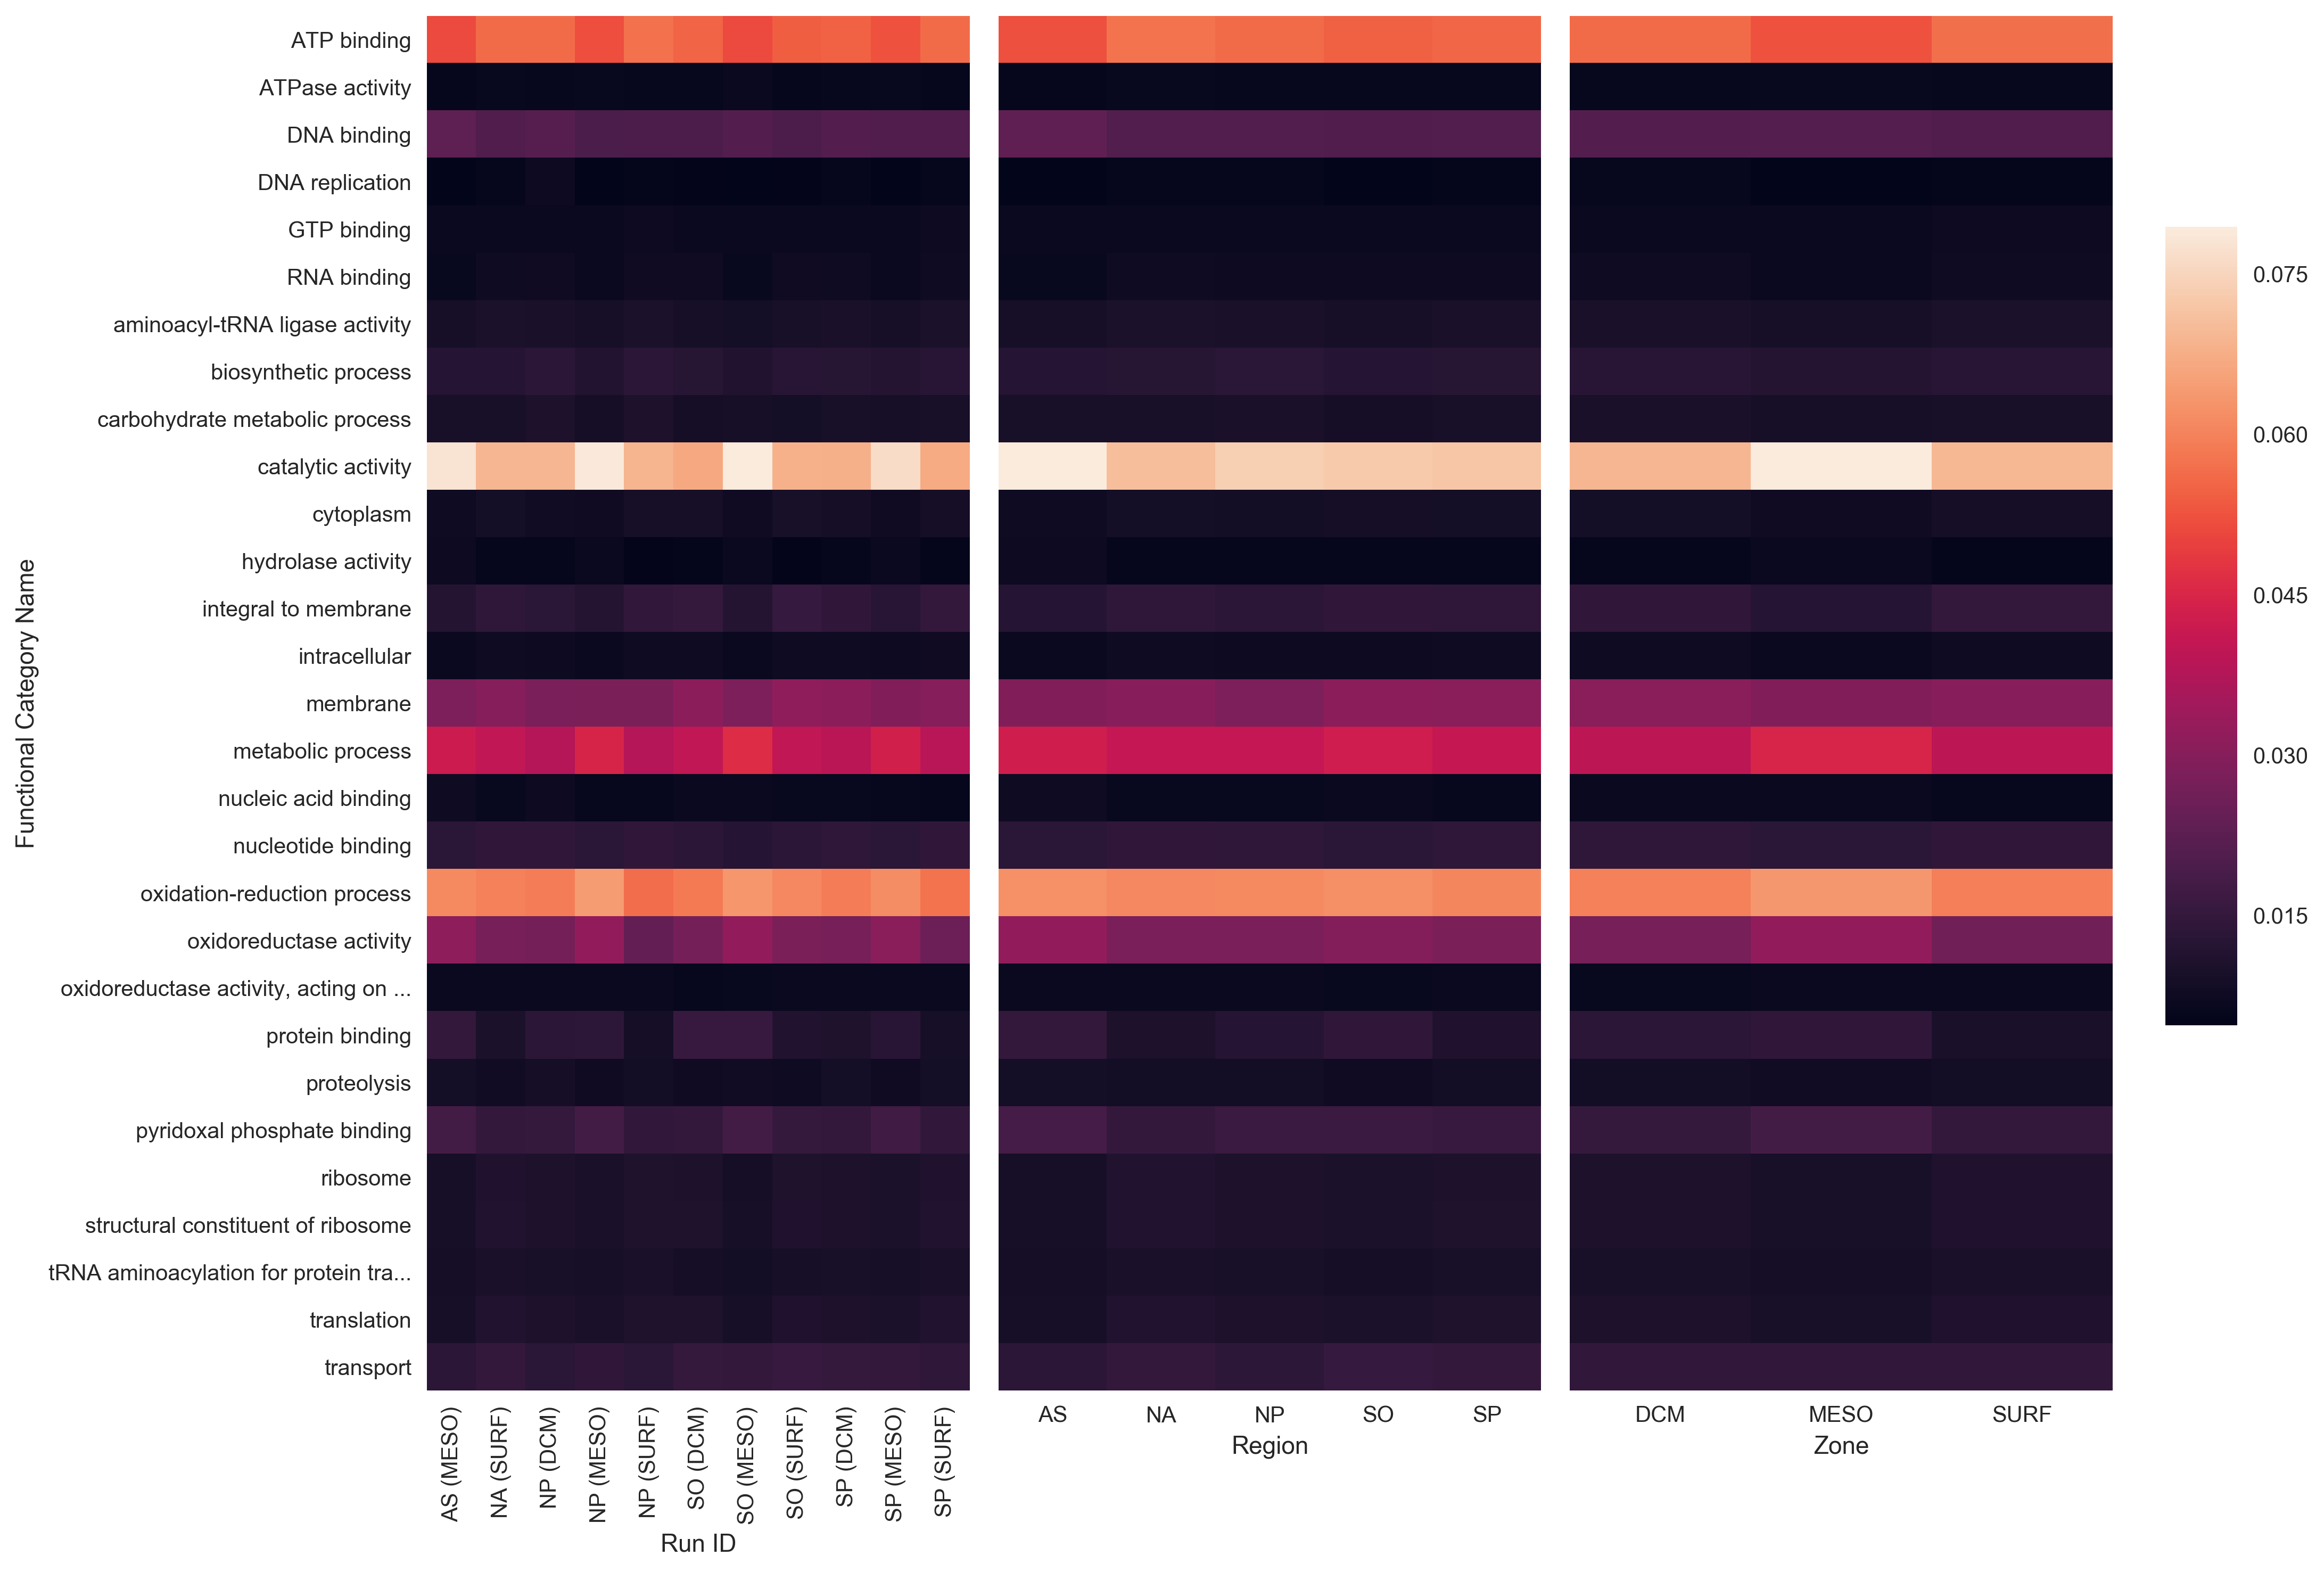 Functional Category Name
ATP binding
ATPase activity
DNA binding
DNA replication
GTP binding
RNA binding
aminoacyl-tRNA ligase activity
biosynthetic process
carbohydrate metabolic process
catalytic activity
cytoplasm
hydrolase activity
integral to membrane
intracellular
membrane
metabolic process
nucleic acid binding
nucleotide binding
oxidation-reduction process
oxidoreductase activity
oxidoreductase activity, acting on ...
protein binding
proteolysis
pyridoxal phosphate binding
ribosome
structural constituent of ribosome
tRNA aminoacylation for protein tra...
translation
transport
AS (MESO)
NA (SURF)
NP (DCM)
NP (MESO)
NP (SURF)
SO (DCM)
SO (MESO)
SO (SURF)
SP (DCM)
SP (MESO)
SP (SURF)
Run ID
AS NA NP SO SP
Region
DCM MESO SURF
Zone
0.075
0.060
0.045
0.030
0.015